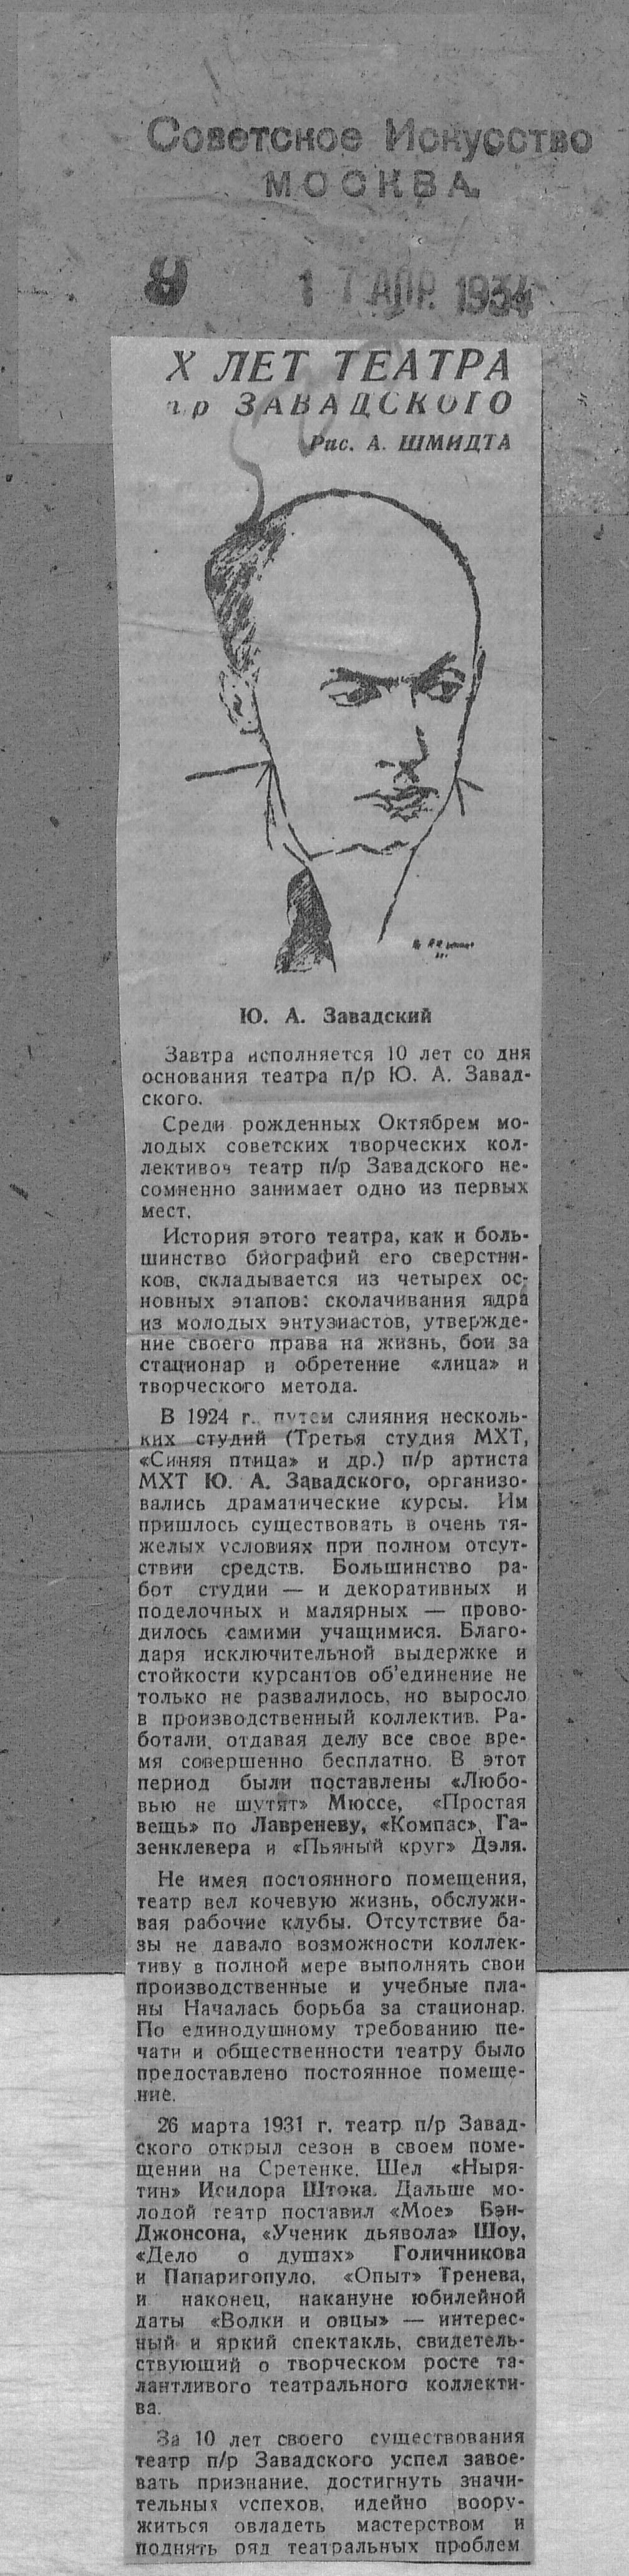 Советское Искусство
МОСКВА.
17 АПР. 1934
X ЛЕТ ТЕАТРА
п/р ЗАВАДСКОГО
Рис. А. ШМИДТА
Ю. А. Завадский
Завтра исполняется 10 лет со дня
основания театра п/р Ю. А. Завад-
ского.
Среди рожденных Октябрем мо-
лодых советских творческих кол-
лективоч театр п/р Завадского не-
сомненно занимает одно из первых
мест.
История этого театра, как и боль-
шинство биографий его сверстни-
ков, складывается из четырех ос-
новных этапов: сколачивания ядра
из молодых энтузиастов, утвержде-
ние своего права на жизнь, бои за
стационар и обретение «лица» и
творческого метода.
В 1924 г. путем слияния несколь-
ких студий (Третья студия МХТ,
«Синяя птица» и др.) п/р артиста
МХТ Ю. А. Завадского, организо-
вались драматические курсы. Им
пришлось существовать в очень тя-
желых условиях при полном отсут-
ствии средств. Большинство ра-
бот студии — и декоративных и
поделочных и малярных — прово-
дилось самими учащимися. Благо-
даря исключительной выдержке и
стойкости курсантов об'единение не
только не развалилось, но выросло
в производственный коллектив. Ра-
ботали, отдавая делу все свое вре-
мя совершенно бесплатно. В этот
период были поставлены «Любо-
вью не шутят» Мюссе, «Простая
вещь» по Лавреневу, «Компас», Га-
зенклевера и «Пьяный круг» Дэля.
Не имея постоянного помещения,
театр вел кочевую жизнь, обслужи-
вая рабочие клубы. Отсутствие ба-
зы не давало возможности коллек-
тиву в полной мере выполнять свои
производственные и учебные пла-
ны Началась борьба за стационар.
По единодушному требованию пе-
чати и общественности театру было
предоставлено постоянное помеще-
ние.
26 марта 1931 г. театр п/р Завад-
ского открыл сезон в своем поме-
щении на Сретенке. Шел «Ныря-
тин» Исидора Штока. Дальше мо-
лодой театр поставил «Мое» Бэн-
Джонсона, «Ученик дьявола» Шоу,
«Дело о душах» Голичникова
и Папаригопуло, «Опыт» Тренева,
и наконец, накануне юбилейной
даты «Волки и овцы» — интерес-
ный и яркий спектакль, свидетель-
ствующий о творческом росте та-
лантливого театрального коллекти-
ва.
За 10 лет своего существования
театр п/р Завадского успел завое-
вать признание, достигнуть значи-
тельных успехов, идейно воору-
житься овладеть мастерством и
поднять ряд театральных проблем